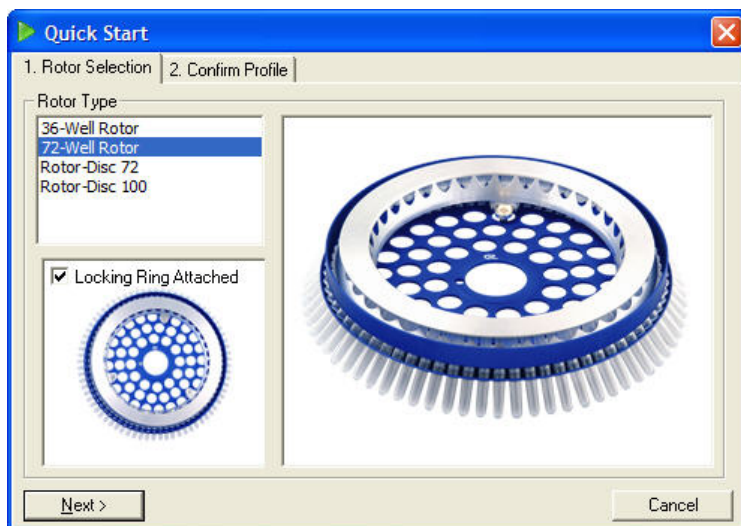 Quick Start
1. Rotor Selection
2. Confirm Profile
Rotor Type
36-Well Rotor
72-Well Rotor
Rotor-Disc 72
Rotor-Disc 100
Locking Ring Attached
Next >
Cancel